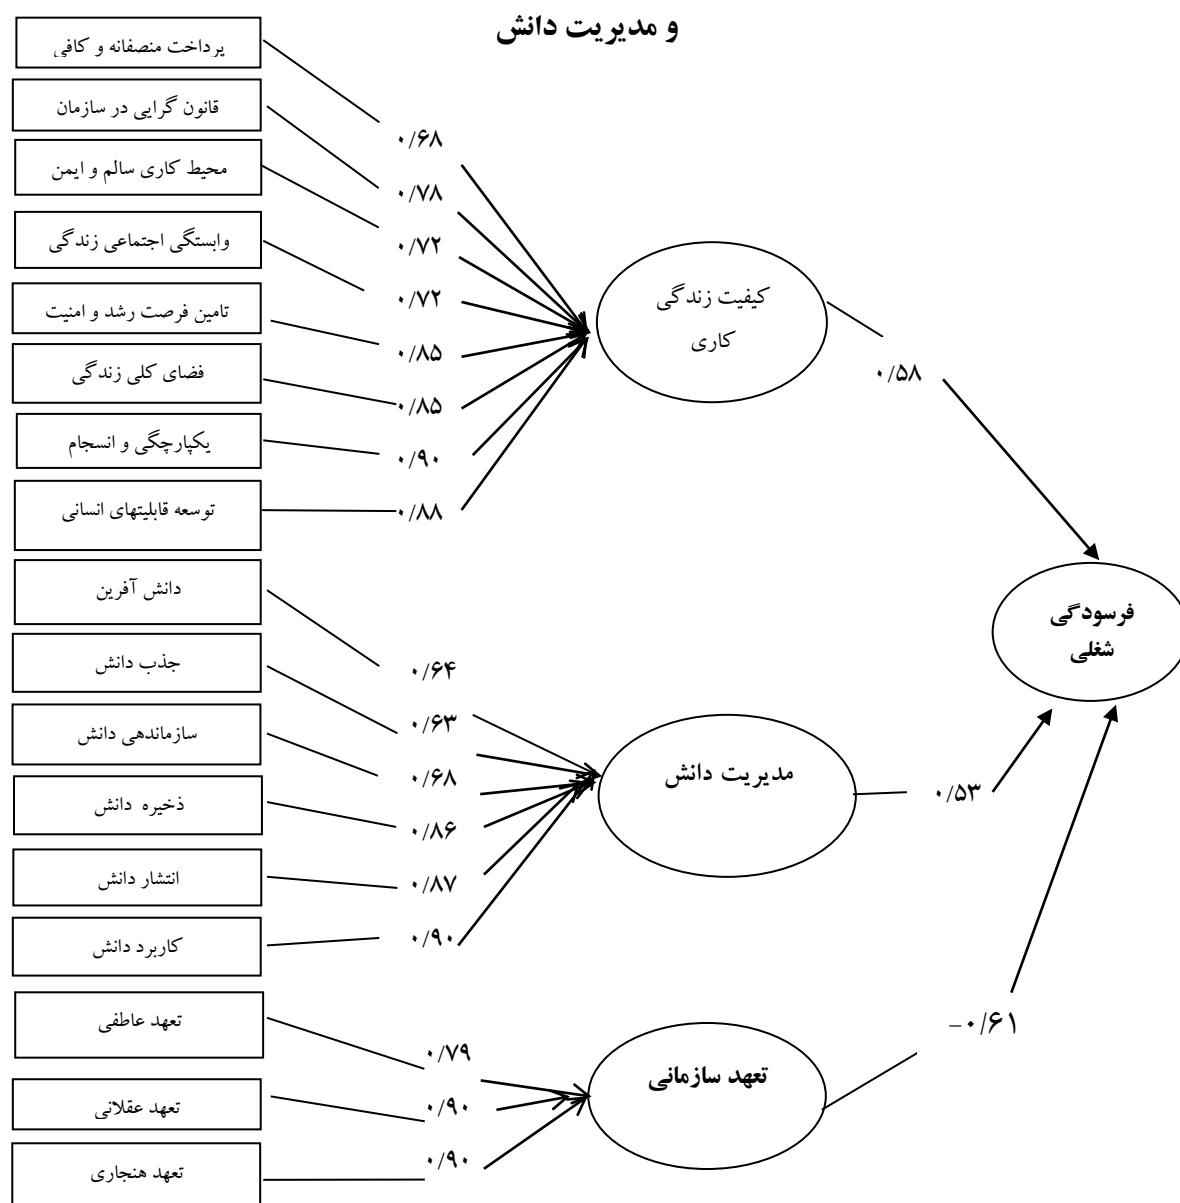 و مدیریت دانش
پرداخت منصفانه و کافی
قانون گرایی در سازمان
محیط کاری سالم و ایمن
وابستگی اجتماعی زندگی
تامین فرصت رشد و امنیت
فضای کلی زندگی
یکپارچگی و انسجام
توسعه قابلیتهای انسانی
۰/۶۸
۰/۷۸
۰/۷۲
۰/۷۲
۰/۸۵
۰/۸۵
۰/۹۰
۰/۸۸
کیفیت زندگی
کاری
۰/۵۸
دانش آفرین
جذب دانش
سازماندهی دانش
ذخیره دانش
انتشار دانش
کاربرد دانش
۰/۶۴
۰/۶۳
۰/۶۸
۰/۸۶
۰/۸۷
۰/۹۰
مدیریت دانش
۰/۵۳
فرسودگی
شغلی
تعهد عاطفی
تعهد عقلانی
تعهد هنجاری
۰/۷۹
۰/۹۰
۰/۹۰
تعهد سازمانی
-۰/۶۱